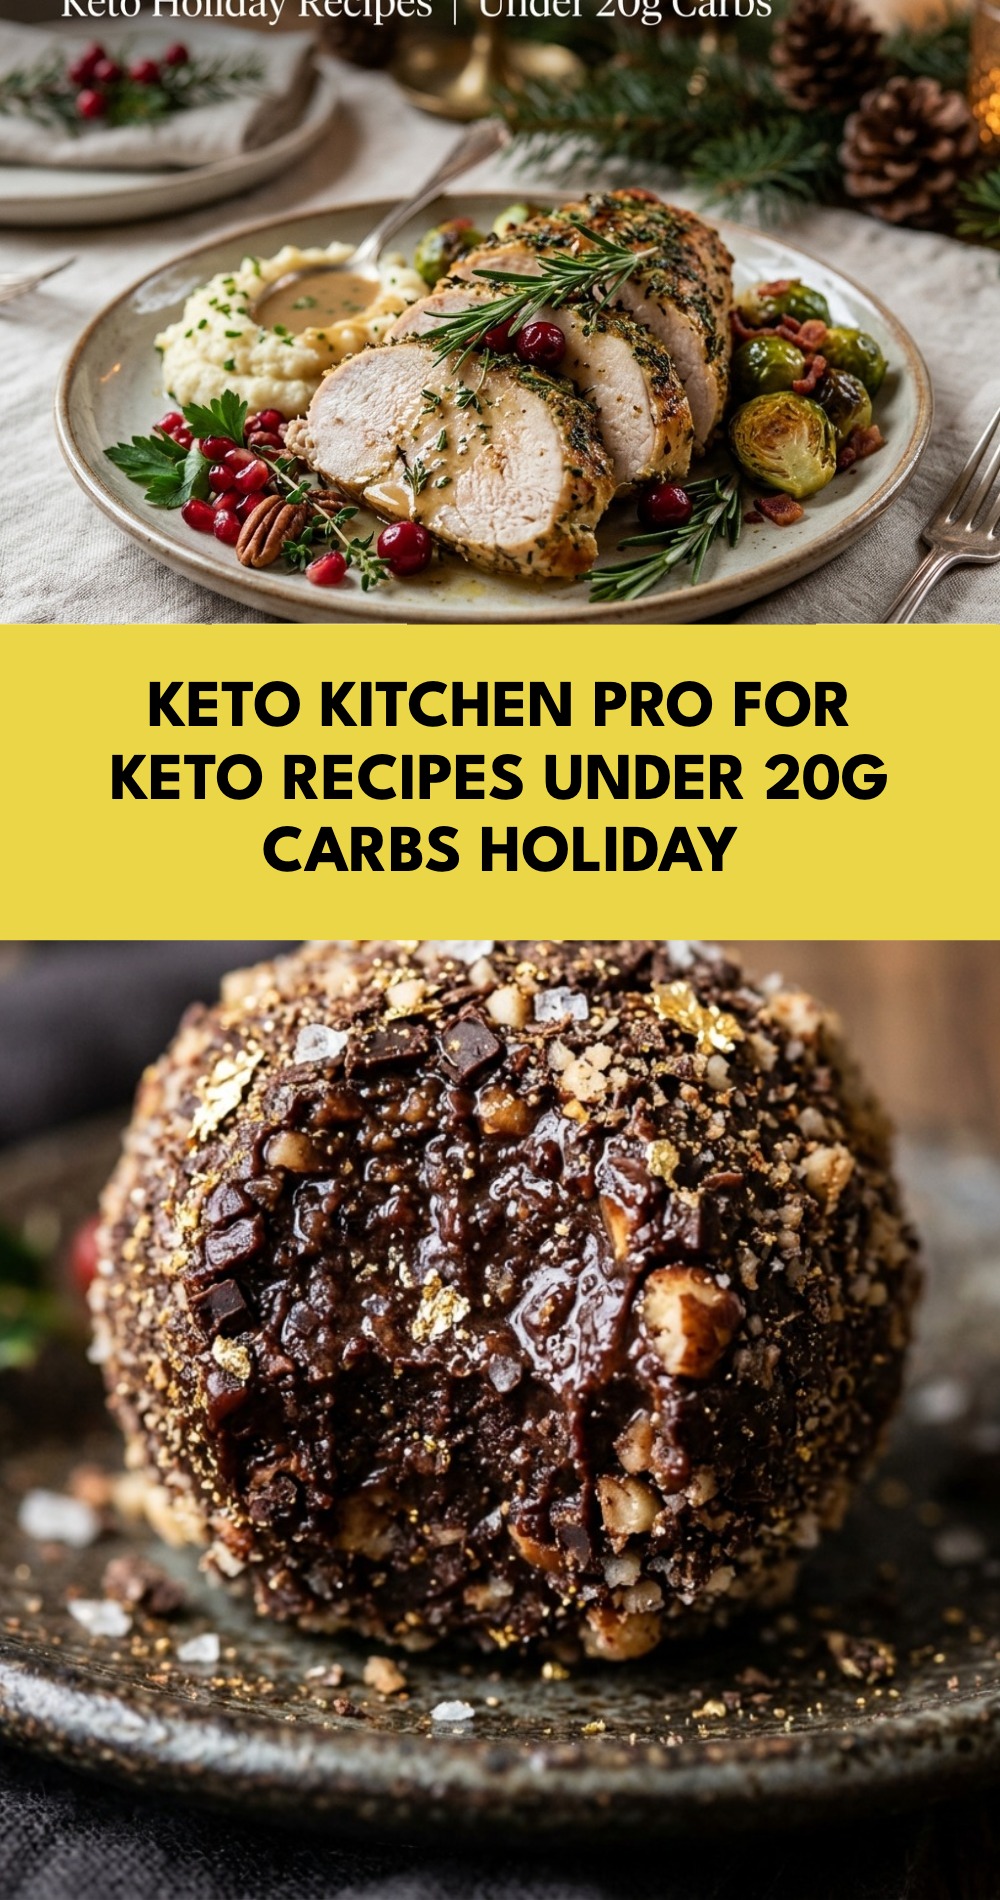 Keto Holiday Recipes | Under 20g Carbs
KETO KITCHEN PRO FOR
KETO RECIPES UNDER 20G
CARBS HOLIDAY